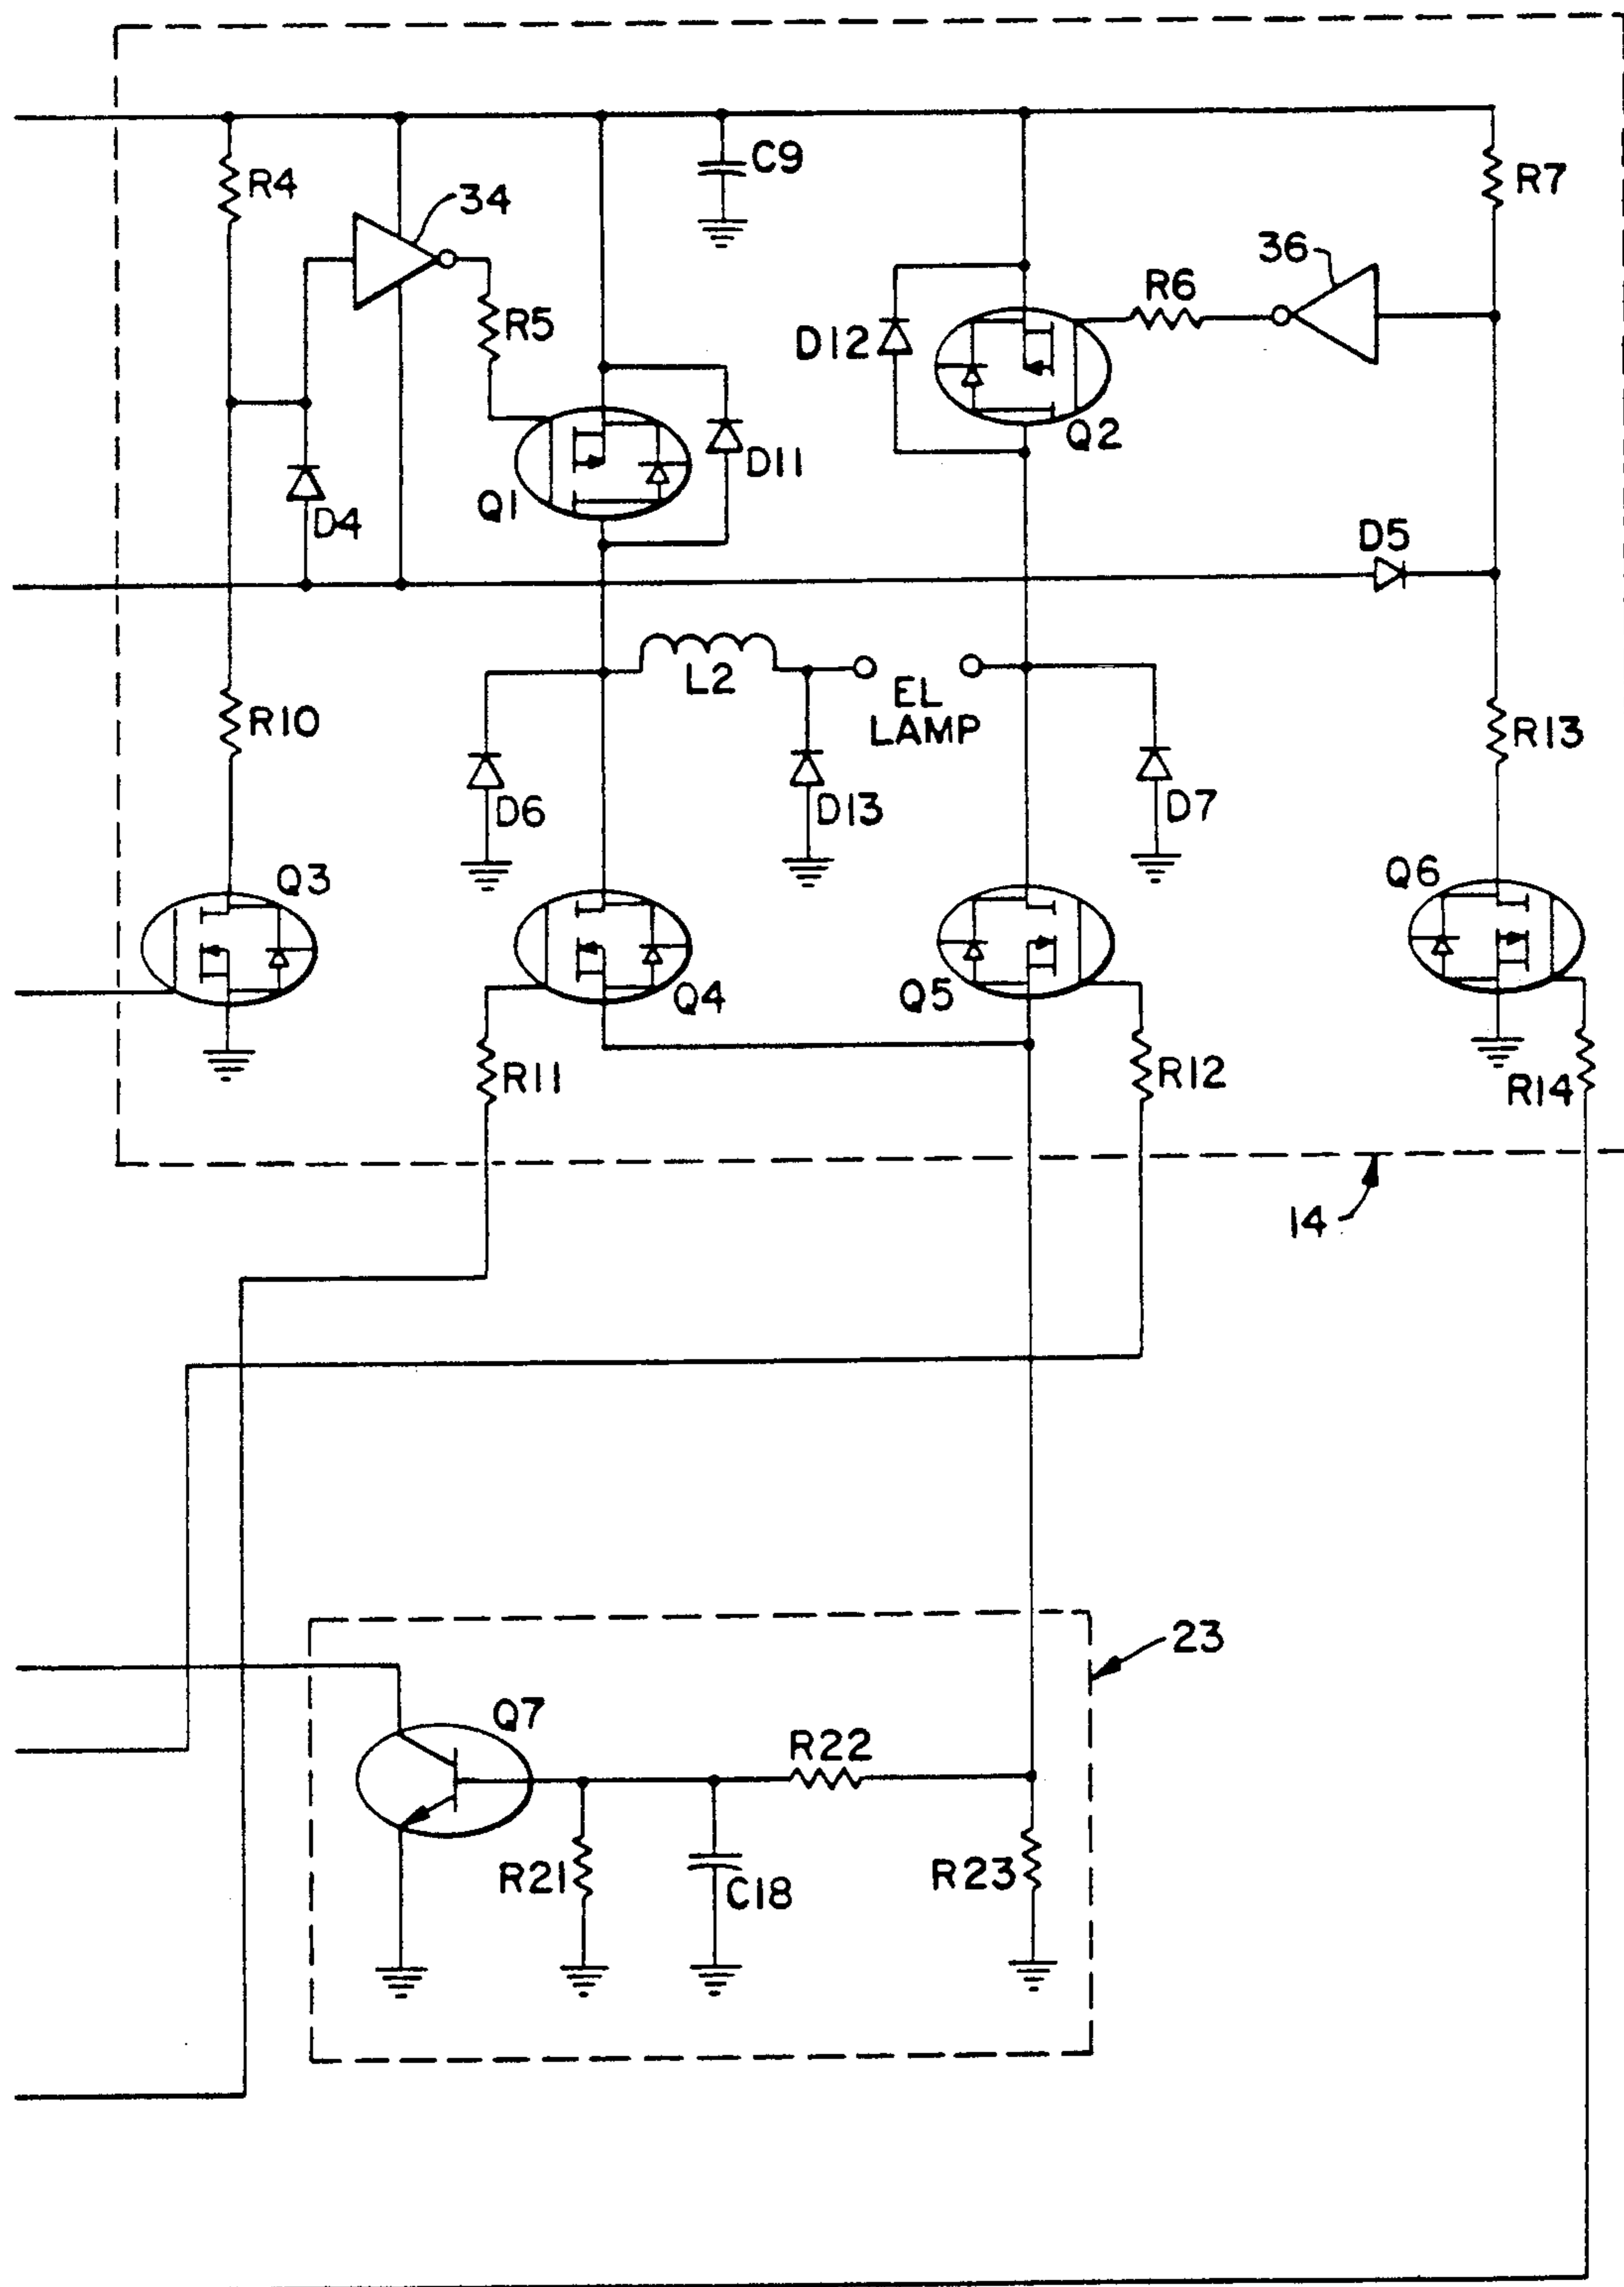 C9
R4
34
R7
36
R6
R5
D12
Q2
D11
Q1
D4
D5
L2
EL
LAMP
R10
R13
D6
D13
D7
Q3
Q6
Q4
Q5
R11
R12
R14
14
23
Q7
R22
R21
C18
R23